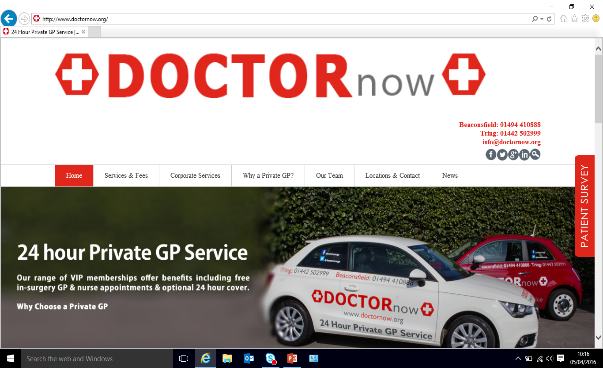 http://www.doctornow.org/
24 Hour Private GP Service |...
DOCTORnow
Beaconsfield: 01494 410888
Tring: 01442 502999
info@doctornow.org
Home
Services & Fees
Corporate Services
Why a Private GP?
Our Team
Locations & Contact
News
PATIENT SURVEY
24 hour Private GP Service
Our range of VIP memberships offer benefits including free
in-surgery GP & nurse appointments & optional 24 hour cover.
Why Choose a Private GP
Tring: 01442 502999 Beaconsfield: 01494 410888
DOCTORnow
www.doctornow.org
24 Hour Private GP Service
Search the web and Windows
10:16
05/04/2016